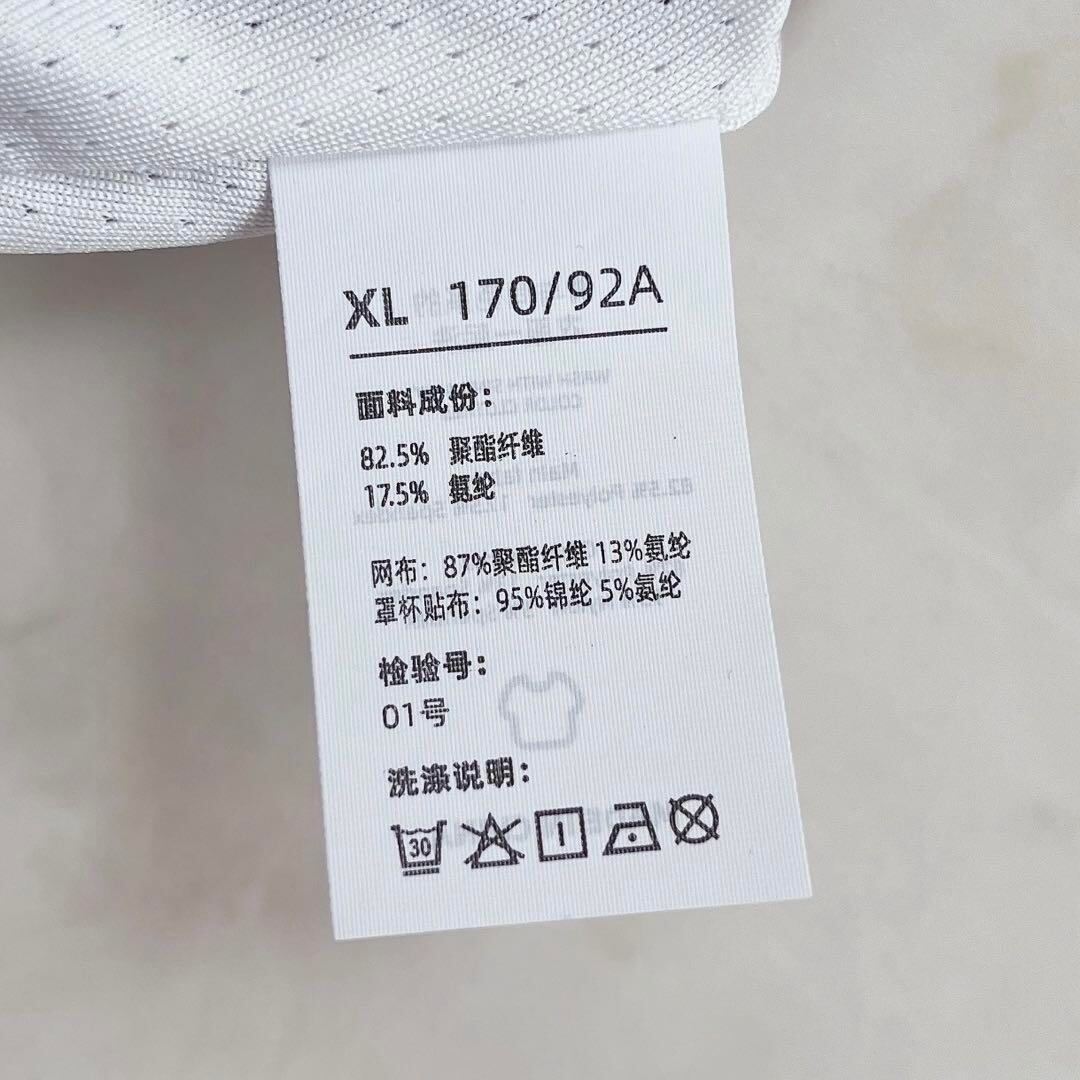 XL 170/92A
面料成份：
82.5% 聚酯纤维
17.5% 氨纶
网布：87%聚酯纤维 13%氨纶
罩杯贴布：95%锦纶 5%氨纶
检验号：
01号
洗涤说明：
30